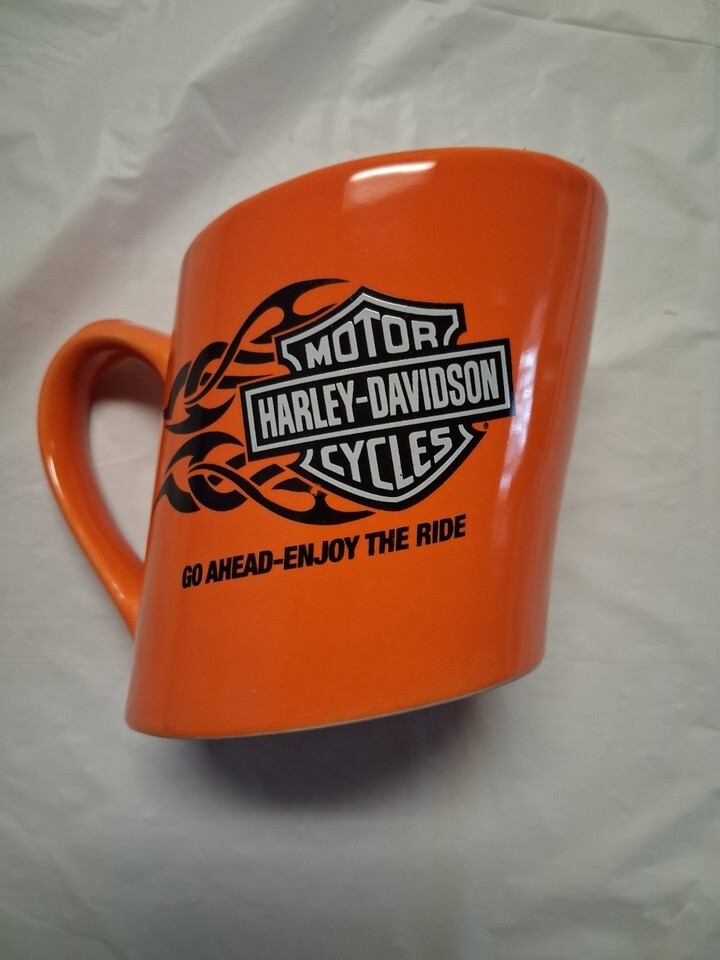 MOTOR
HARLEY-DAVIDSON
CYCLES
®
GO AHEAD-ENJOY THE RIDE